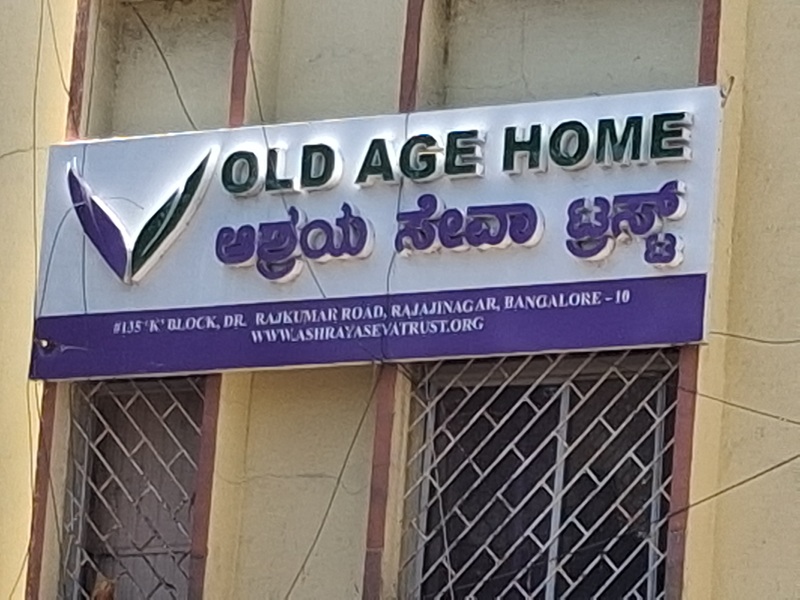 OLD AGE HOME
ಆಶ್ರಯ ಸೇವಾ ಟ್ರಸ್ಟ್
#135 'K' BLOCK, DR. RAJKUMAR ROAD, RAJAJINAGAR, BANGALORE - 10
WWW.ASHRAYASEVATRUST.ORG